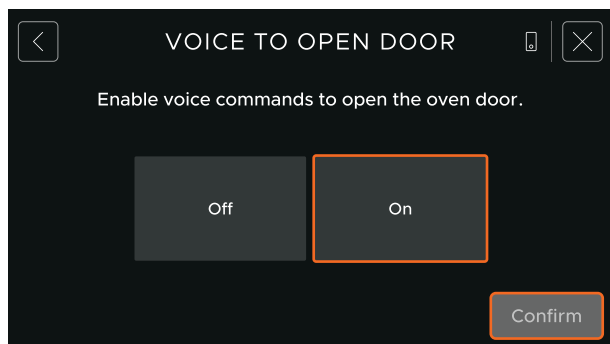 VOICE TO OPEN DOOR
Enable voice commands to open the oven door.
Off
On
Confirm